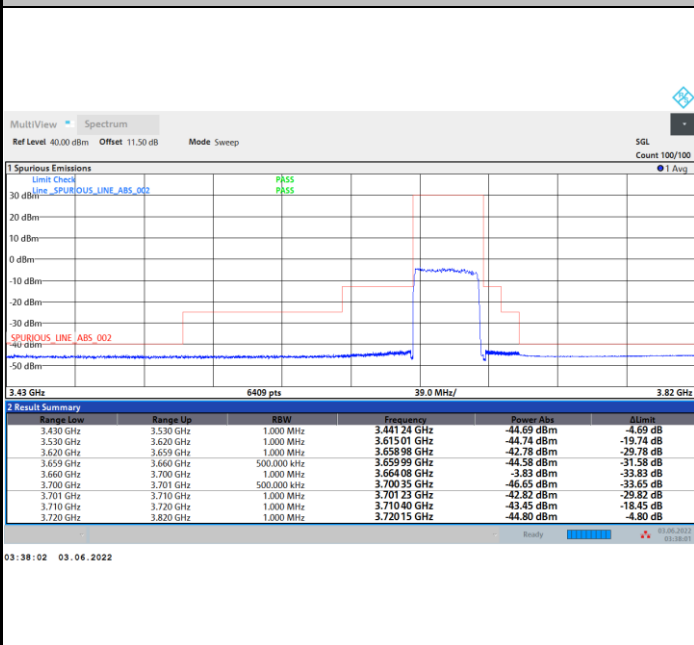 MultiView Spectrum
Ref Level 40.00 dBm Offset 11.50 dB Mode Sweep SGL
Count 100/100
1 Spurious Emissions 1 Avg
Limit Check PASS
Line _SPURIOUS_LINE_ABS_002 PASS
30 dBm
20 dBm
10 dBm
0 dBm
-10 dBm
-20 dBm
-30 dBm
_SPURIOUS_LINE_ABS_002
-40 dBm
-50 dBm
3.43 GHz 6409 pts 39.0 MHz/ 3.82 GHz
2 Result Summary
Range Low Range Up RBW Frequency Power Abs ΔLimit
3.430 GHz 3.530 GHz 1.000 MHz 3.441 24 GHz -44.69 dBm -4.69 dB
3.530 GHz 3.620 GHz 1.000 MHz 3.615 01 GHz -44.74 dBm -19.74 dB
3.620 GHz 3.659 GHz 1.000 MHz 3.658 98 GHz -42.78 dBm -29.78 dB
3.659 GHz 3.660 GHz 500.000 kHz 3.659 99 GHz -44.58 dBm -31.58 dB
3.660 GHz 3.700 GHz 1.000 MHz 3.664 08 GHz -3.83 dBm -33.83 dB
3.700 GHz 3.701 GHz 500.000 kHz 3.700 35 GHz -46.65 dBm -33.65 dB
3.701 GHz 3.710 GHz 1.000 MHz 3.701 23 GHz -42.82 dBm -29.82 dB
3.710 GHz 3.720 GHz 1.000 MHz 3.710 40 GHz -43.45 dBm -18.45 dB
3.720 GHz 3.820 GHz 1.000 MHz 3.720 15 GHz -44.80 dBm -4.80 dB
Ready 03.06.2022
03:38:01
03:38:02 03.06.2022